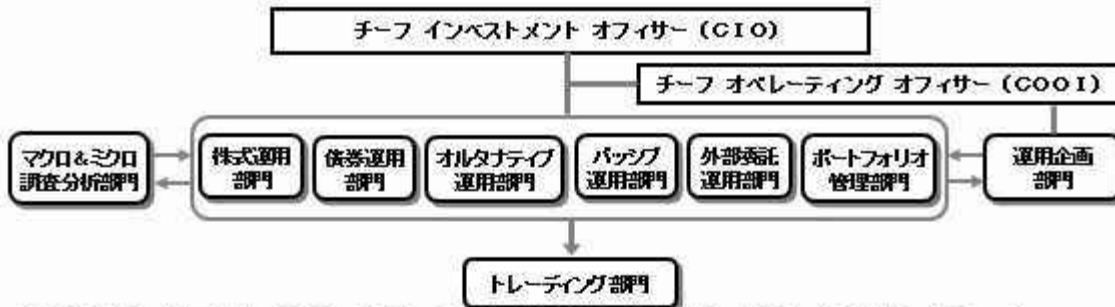 チーフ インベストメント オフィサー (CIO)
チーフ オペレーティング オフィサー (COOI)
マクロ&ミクロ
調査分析部門
株式運用
部門
債券運用
部門
オルタナティブ
運用部門
パッシブ
運用部門
外部委託
運用部門
ポートフォリオ
管理部門
運用企画
部門
トレーディング部門